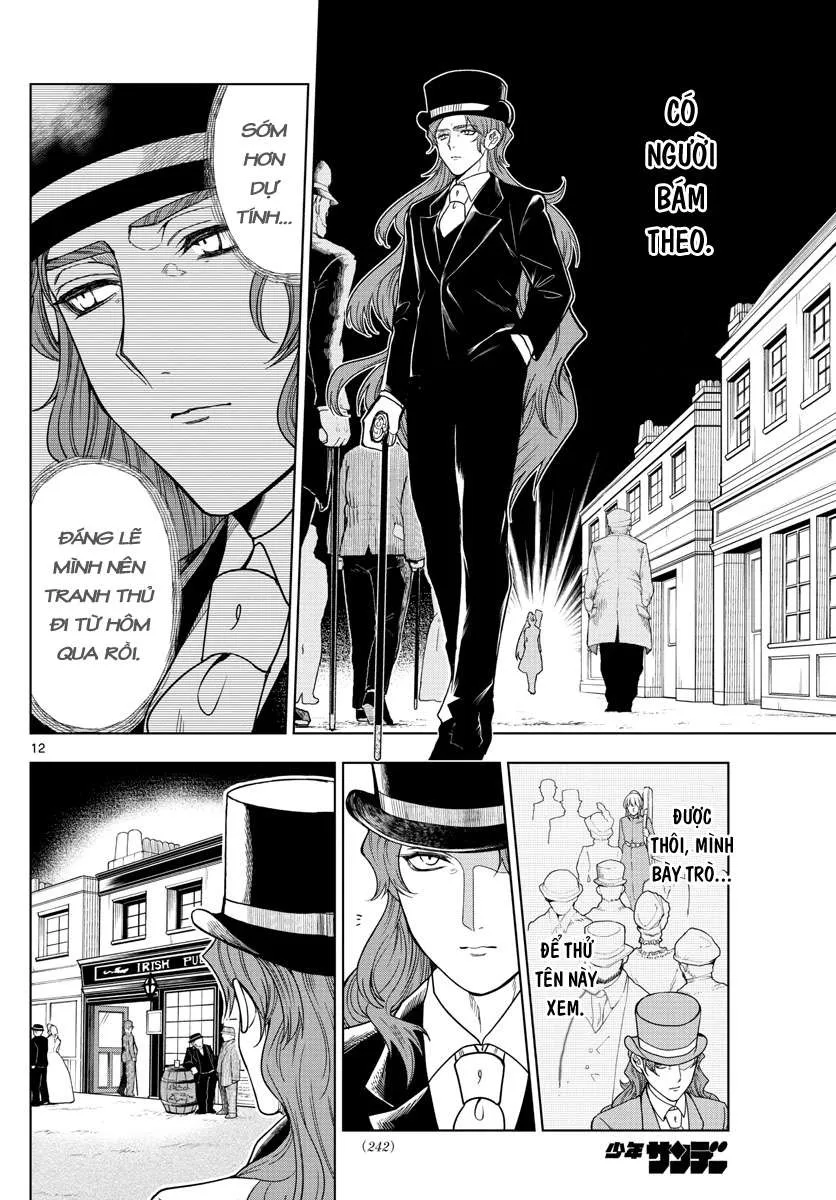 CÓ
NGƯỜI
BÁM
THEO.
SỚM
HƠN
DỰ
TÍNH...
ĐÁNG LẼ
MÌNH NÊN
TRANH THỦ
ĐI TỪ HÔM
QUA RỒI.
12
ĐƯỢC
THÔI, MÌNH
BÀY TRÒ...
ĐỂ THỬ
TÊN NÀY
XEM.
IRISH PU
(242)
少年サンデー